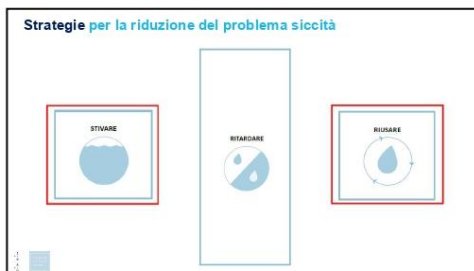 Strategie per la riduzione del problema siccità
STIVARE
RITARDARE
RIUSARE